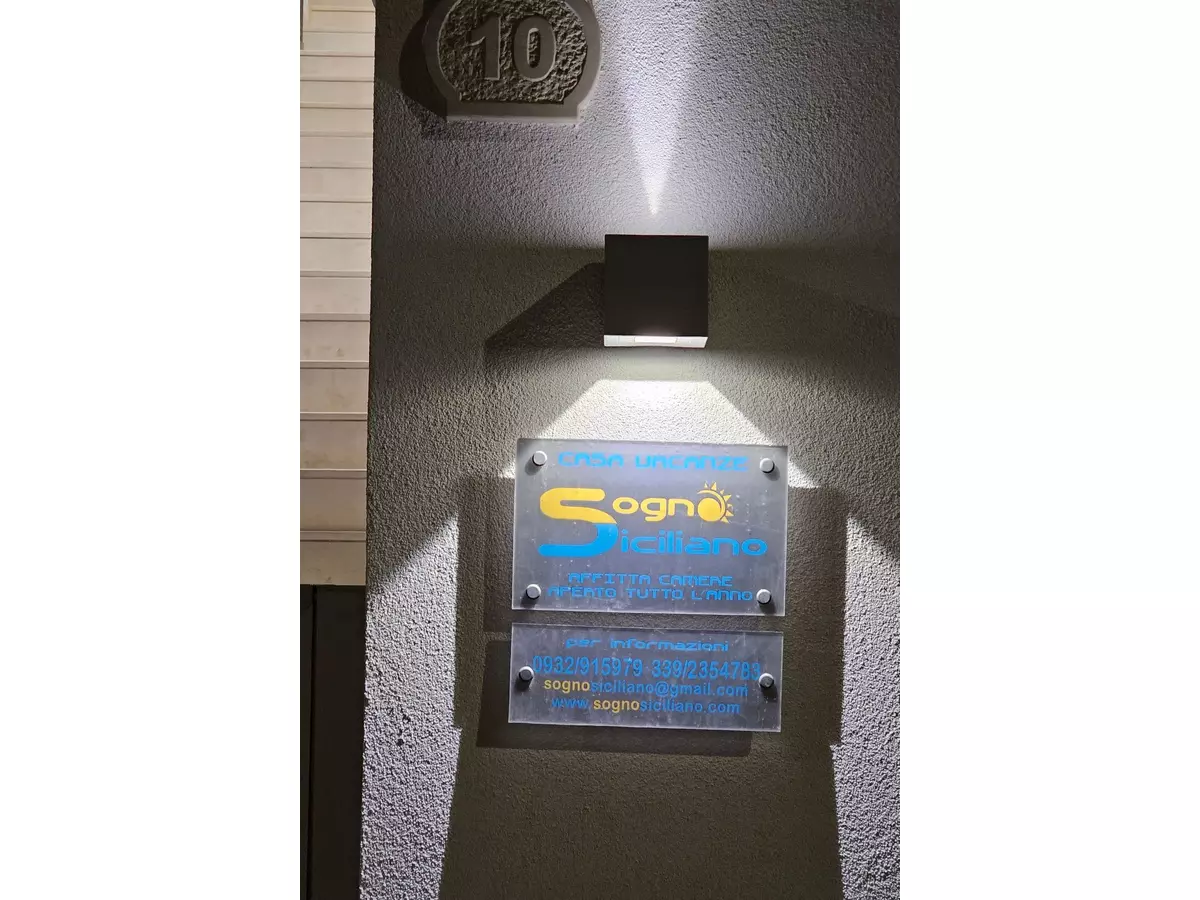 10
CASA VACANZE
Sogno
Siciliano
AFFITTA CAMERE
APERTO TUTTO L'ANNO
per informazioni
0932/915979 339/2354783
sognosiciliano@gmail.com
www.sognosiciliano.com